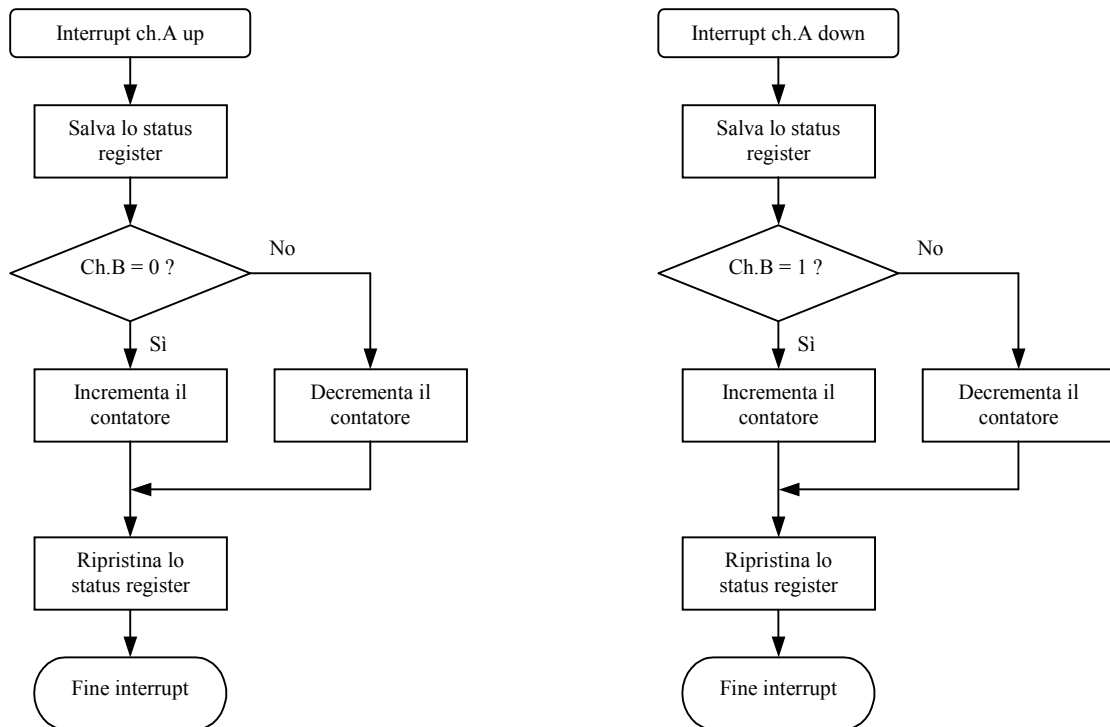 Interrupt ch.A up
Salva lo status
register
Ch.B = 0 ?
No
Sì
Incrementa il
contatore
Decrementa il
contatore
Ripristina lo
status register
Fine interrupt
Interrupt ch.A down
Salva lo status
register
Ch.B = 1 ?
No
Sì
Incrementa il
contatore
Decrementa il
contatore
Ripristina lo
status register
Fine interrupt